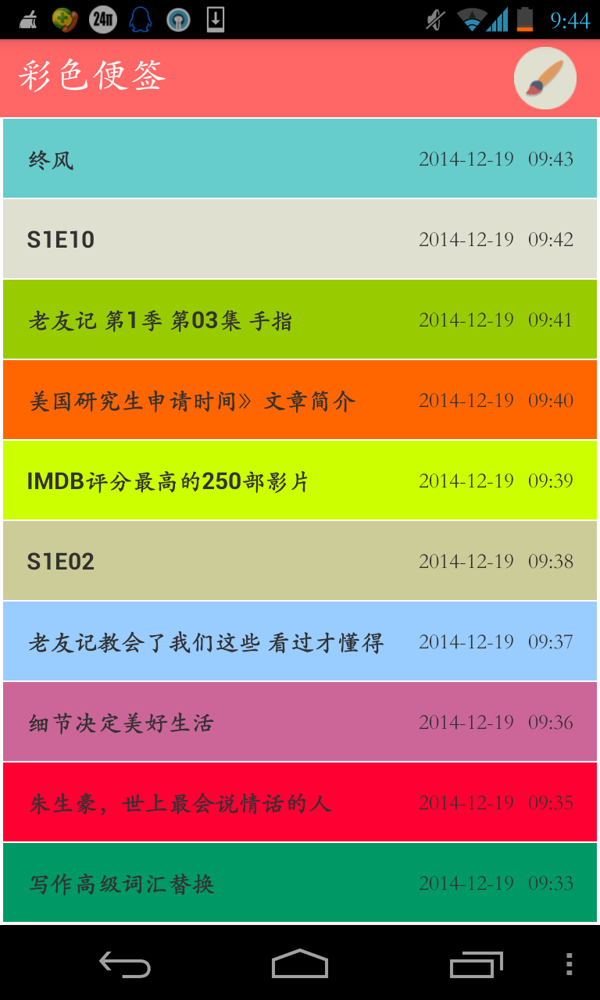 24π 9:44
彩色便签
终风 2014-12-19 09:43
S1E10 2014-12-19 09:42
老友记 第1季 第03集 手指 2014-12-19 09:41
美国研究生申请时间》文章简介 2014-12-19 09:40
IMDB评分最高的250部影片 2014-12-19 09:39
S1E02 2014-12-19 09:38
老友记教会了我们这些 看过才懂得 2014-12-19 09:37
细节决定美好生活 2014-12-19 09:36
朱生豪，世上最会说情话的人 2014-12-19 09:35
写作高级词汇替换 2014-12-19 09:33